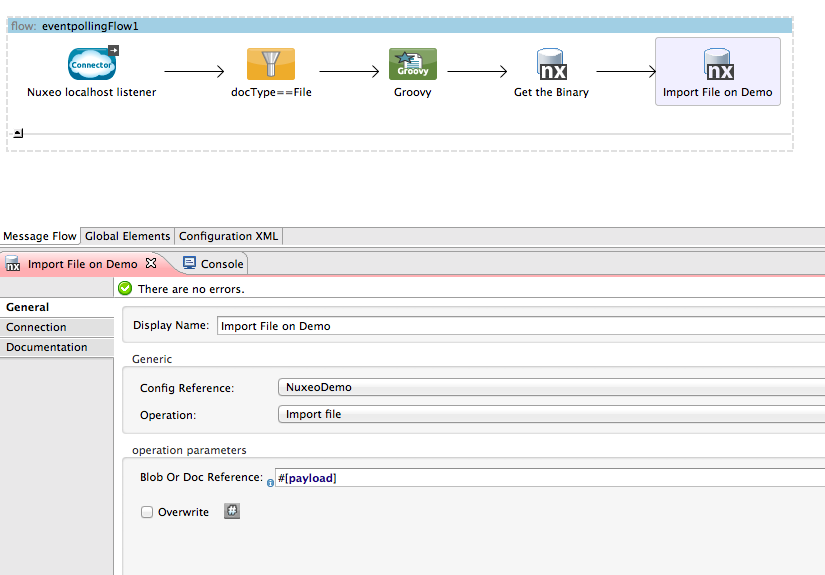 flow: eventpollingFlow1
Connector
Groovy
nx
nx
Nuxeo localhost listener
docType==File
Groovy
Get the Binary
Import File on Demo
Message Flow
Global Elements
Configuration XML
nx
Import File on Demo
Console
There are no errors.
General
Connection
Documentation
Display Name:
Import File on Demo
Generic
Config Reference:
NuxeoDemo
Operation:
Import file
operation parameters
Blob Or Doc Reference:
#[payload]
Overwrite
#